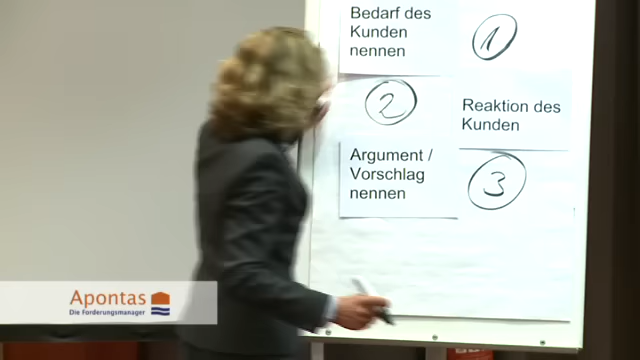 Bedarf des
Kunden
nennen
1
2
Reaktion des
Kunden
Argument /
Vorschlag
nennen
3
Apontas
Die Forderungsmanager